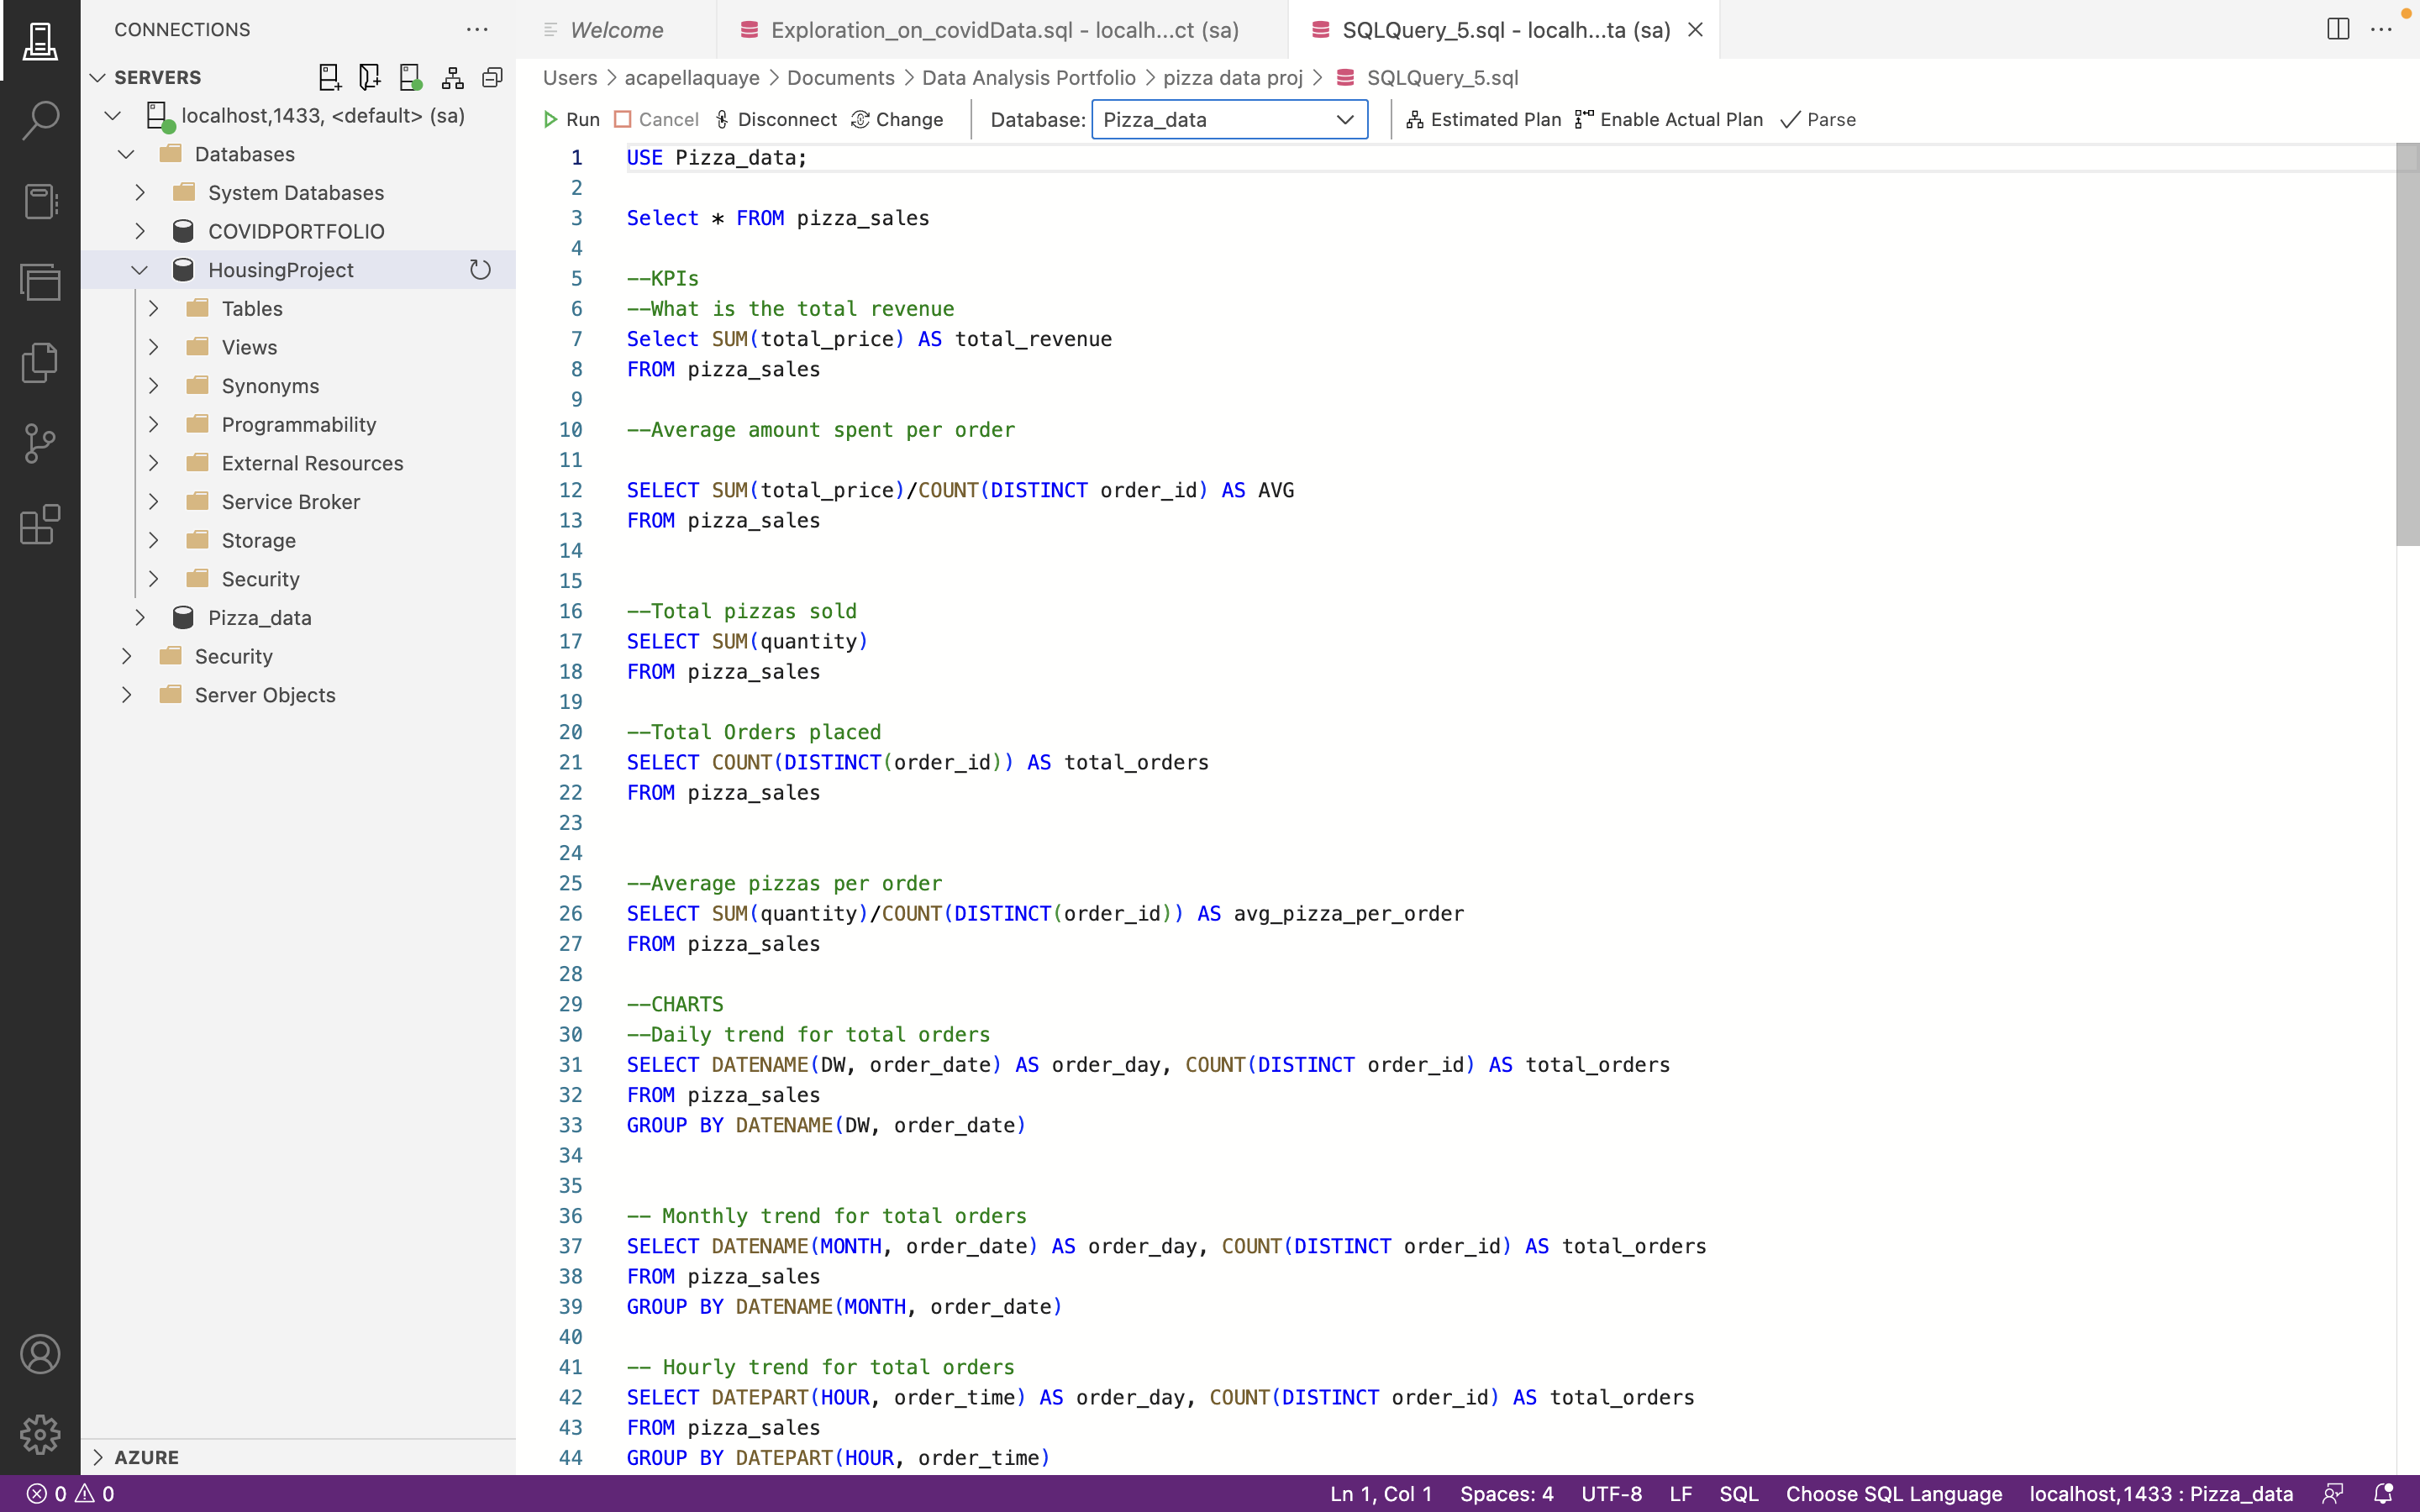 CONNECTIONS
SERVERS
localhost,1433, <default> (sa)
Databases
System Databases
COVIDPORTFOLIO
HousingProject
Tables
Views
Synonyms
Programmability
External Resources
Service Broker
Storage
Security
Pizza_data
Security
Server Objects
AZURE
Welcome
Exploration_on_covidData.sql - localh...ct (sa)
SQLQuery_5.sql - localh...ta (sa)
Users > acapellaquaye > Documents > Data Analysis Portfolio > pizza data proj > SQLQuery_5.sql
Run Cancel Disconnect Change Database: Pizza_data Estimated Plan Enable Actual Plan Parse
1 USE Pizza_data;
2
3 Select * FROM pizza_sales
4
5 --KPIs
6 --What is the total revenue
7 Select SUM(total_price) AS total_revenue
8 FROM pizza_sales
9
10 --Average amount spent per order
11
12 SELECT SUM(total_price)/COUNT(DISTINCT order_id) AS AVG
13 FROM pizza_sales
14
15
16 --Total pizzas sold
17 SELECT SUM(quantity)
18 FROM pizza_sales
19
20 --Total Orders placed
21 SELECT COUNT(DISTINCT(order_id)) AS total_orders
22 FROM pizza_sales
23
24
25 --Average pizzas per order
26 SELECT SUM(quantity)/COUNT(DISTINCT(order_id)) AS avg_pizza_per_order
27 FROM pizza_sales
28
29 --CHARTS
30 --Daily trend for total orders
31 SELECT DATENAME(DW, order_date) AS order_day, COUNT(DISTINCT order_id) AS total_orders
32 FROM pizza_sales
33 GROUP BY DATENAME(DW, order_date)
34
35
36 -- Monthly trend for total orders
37 SELECT DATENAME(MONTH, order_date) AS order_day, COUNT(DISTINCT order_id) AS total_orders
38 FROM pizza_sales
39 GROUP BY DATENAME(MONTH, order_date)
40
41 -- Hourly trend for total orders
42 SELECT DATEPART(HOUR, order_time) AS order_day, COUNT(DISTINCT order_id) AS total_orders
43 FROM pizza_sales
44 GROUP BY DATEPART(HOUR, order_time)
0 0 Ln 1, Col 1 Spaces: 4 UTF-8 LF SQL Choose SQL Language localhost,1433 : Pizza_data